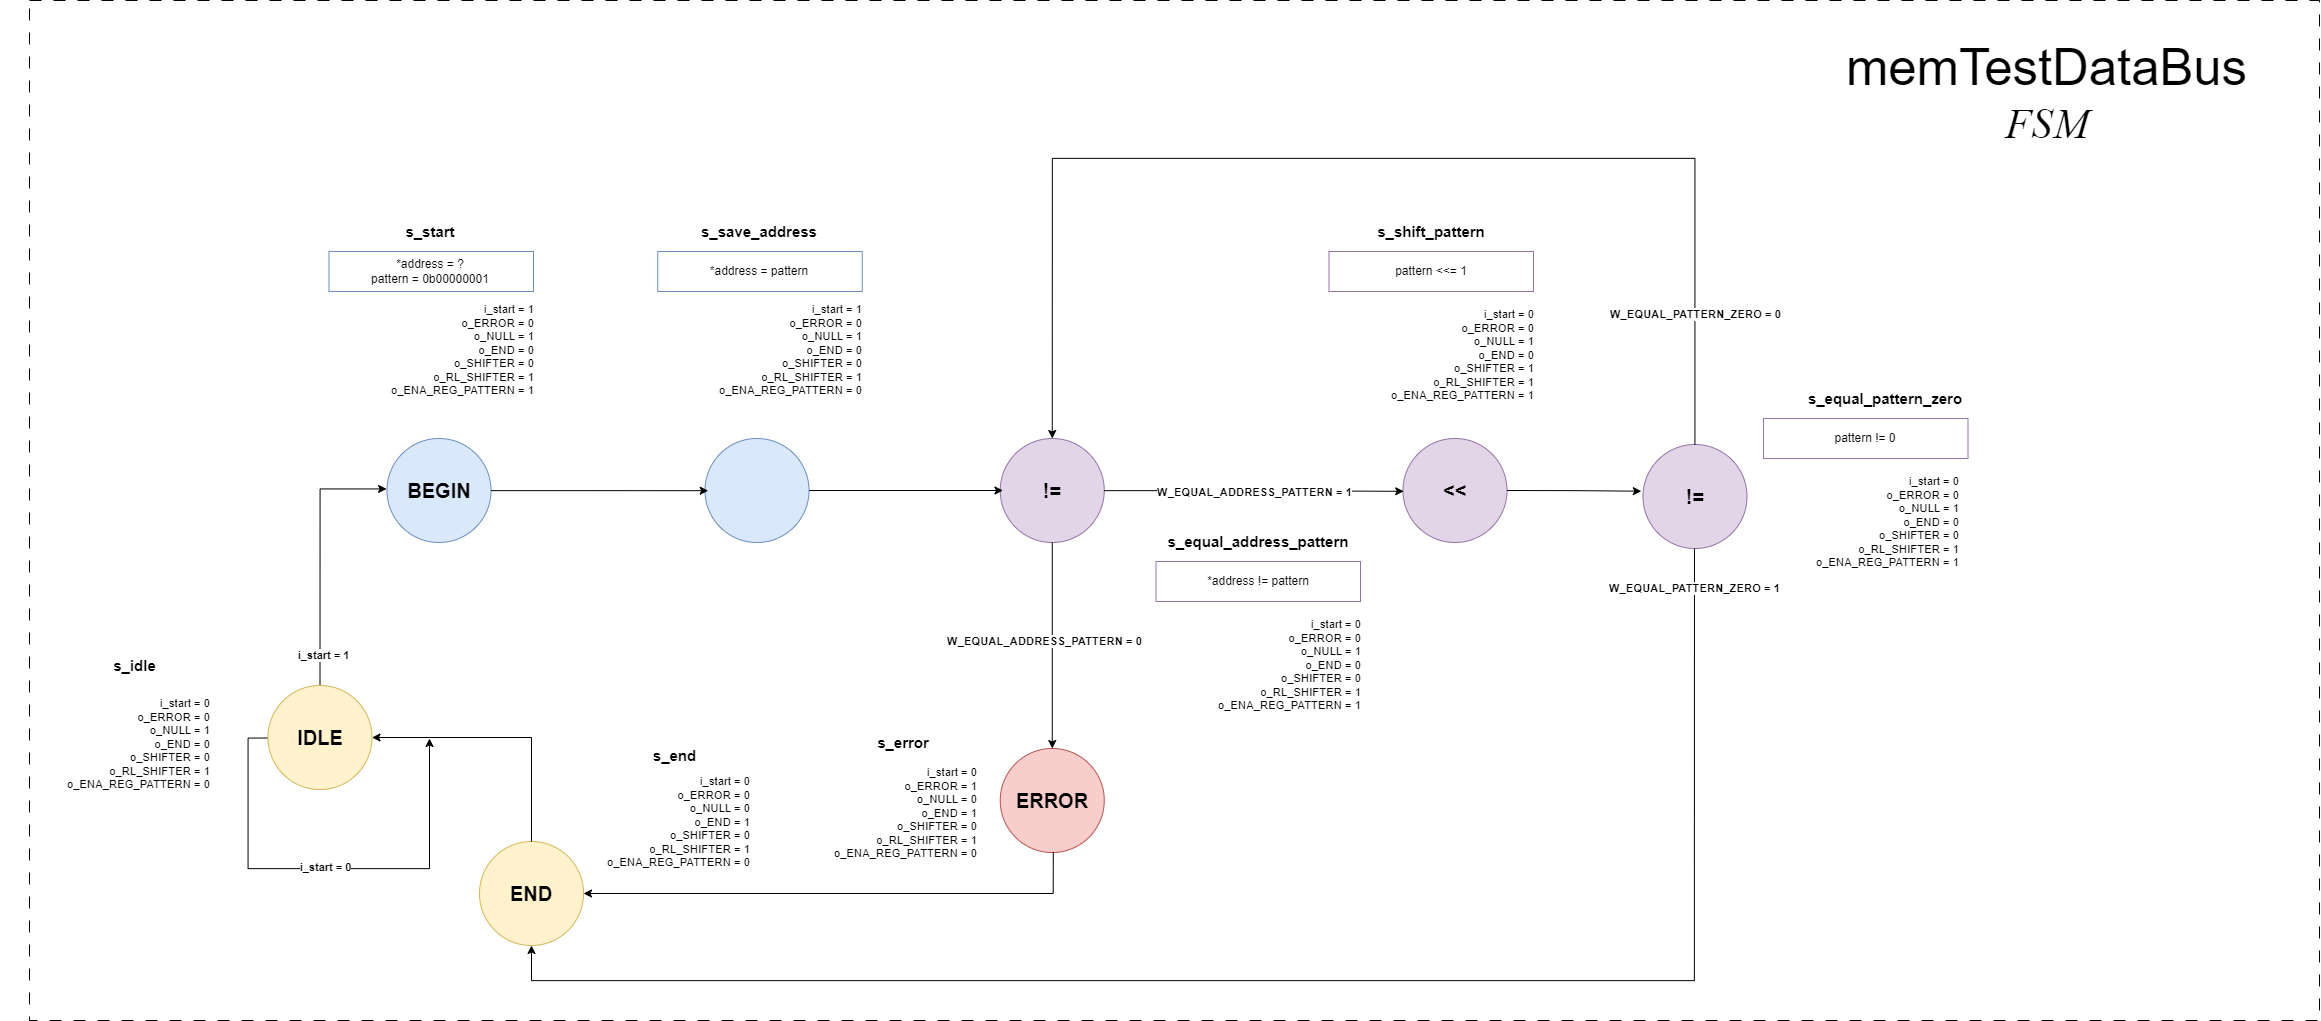 memTestDataBus
FSM
s_start
*address = ?
pattern = 0b00000001
i_start = 1
o_ERROR = 0
o_NULL = 1
o_END = 0
o_SHIFTER = 0
o_RL_SHIFTER = 1
o_ENA_REG_PATTERN = 1
s_save_address
*address = pattern
i_start = 1
o_ERROR = 0
o_NULL = 1
o_END = 0
o_SHIFTER = 0
o_RL_SHIFTER = 1
o_ENA_REG_PATTERN = 0
s_shift_pattern
pattern <<= 1
i_start = 0
o_ERROR = 0
o_NULL = 1
o_END = 0
o_SHIFTER = 1
o_RL_SHIFTER = 1
o_ENA_REG_PATTERN = 1
W_EQUAL_PATTERN_ZERO = 0
s_equal_pattern_zero
pattern != 0
i_start = 0
o_ERROR = 0
o_NULL = 1
o_END = 0
o_SHIFTER = 0
o_RL_SHIFTER = 1
o_ENA_REG_PATTERN = 1
BEGIN
!=
W_EQUAL_ADDRESS_PATTERN = 1
<<
!=
s_equal_address_pattern
*address != pattern
i_start = 0
o_ERROR = 0
o_NULL = 1
o_END = 0
o_SHIFTER = 0
o_RL_SHIFTER = 1
o_ENA_REG_PATTERN = 1
W_EQUAL_PATTERN_ZERO = 1
W_EQUAL_ADDRESS_PATTERN = 0
i_start = 1
s_idle
i_start = 0
o_ERROR = 0
o_NULL = 1
o_END = 0
o_SHIFTER = 0
o_RL_SHIFTER = 1
o_ENA_REG_PATTERN = 0
IDLE
i_start = 0
s_end
i_start = 0
o_ERROR = 0
o_NULL = 0
o_END = 1
o_SHIFTER = 0
o_RL_SHIFTER = 1
o_ENA_REG_PATTERN = 0
s_error
i_start = 0
o_ERROR = 1
o_NULL = 0
o_END = 1
o_SHIFTER = 0
o_RL_SHIFTER = 1
o_ENA_REG_PATTERN = 0
ERROR
END